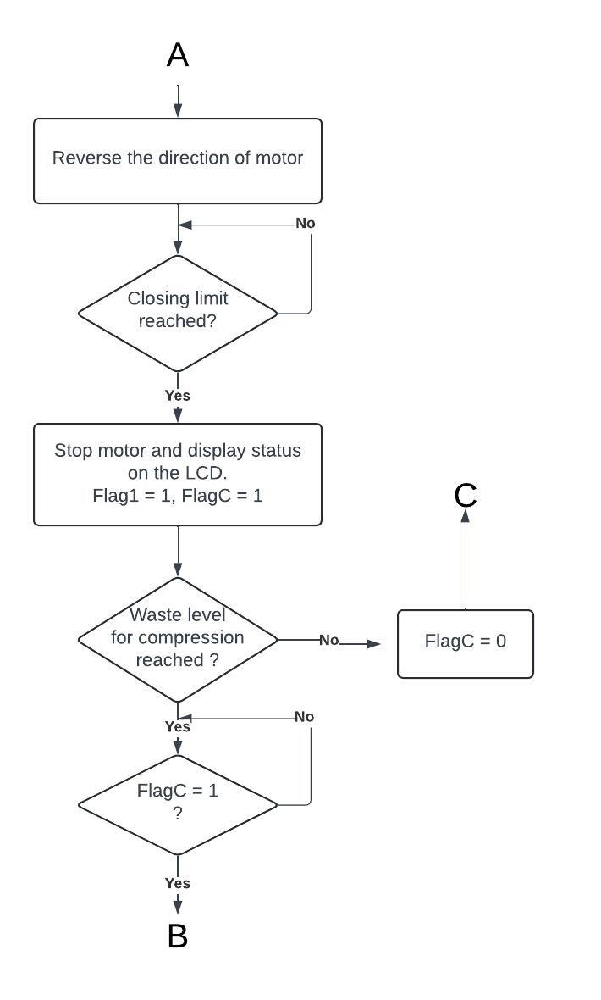 A
Reverse the direction of motor
No
Closing limit
reached?
Yes
Stop motor and display status
on the LCD.
Flag1 = 1, FlagC = 1
C
Waste level
for compression
reached ?
No
FlagC = 0
No
Yes
FlagC = 1
?
Yes
B